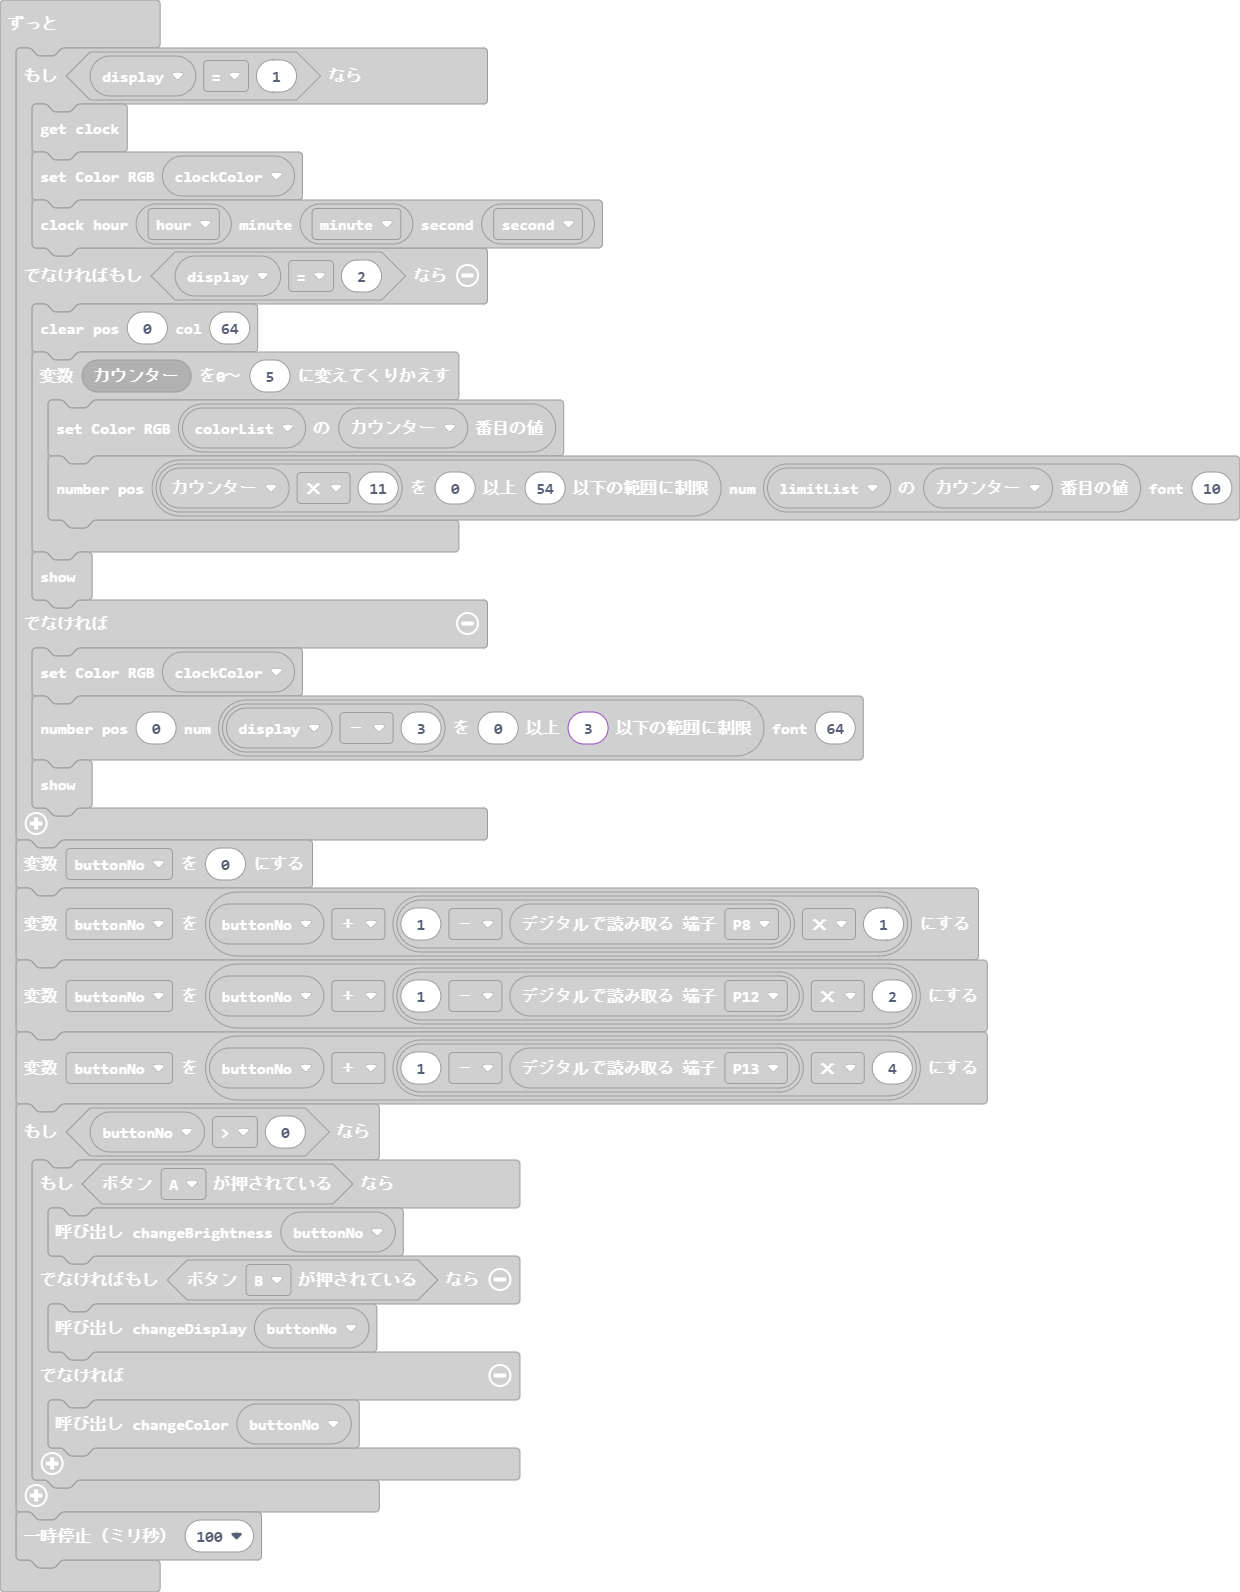 ずっと
もし display = 1 なら
get clock
set Color RGB clockColor
clock hour hour minute minute second second
でなければもし display = 2 なら
clear pos 0 col 64
変数 カウンター を0〜 5 に変えてくりかえす
set Color RGB colorList の カウンター 番目の値
number pos カウンター × 11 を 0 以上 54 以下の範囲に制限 num limitList の カウンター 番目の値 font 10
show
でなければ
set Color RGB clockColor
number pos 0 num display - 3 を 0 以上 3 以下の範囲に制限 font 64
show
変数 buttonNo を 0 にする
変数 buttonNo を buttonNo + 1 - デジタルで読み取る 端子 P8 × 1 にする
変数 buttonNo を buttonNo + 1 - デジタルで読み取る 端子 P12 × 2 にする
変数 buttonNo を buttonNo + 1 - デジタルで読み取る 端子 P13 × 4 にする
もし buttonNo > 0 なら
もし ボタン A が押されている なら
呼び出し changeBrightness buttonNo
でなければもし ボタン B が押されている なら
呼び出し changeDisplay buttonNo
でなければ
呼び出し changeColor buttonNo
一時停止（ミリ秒） 100